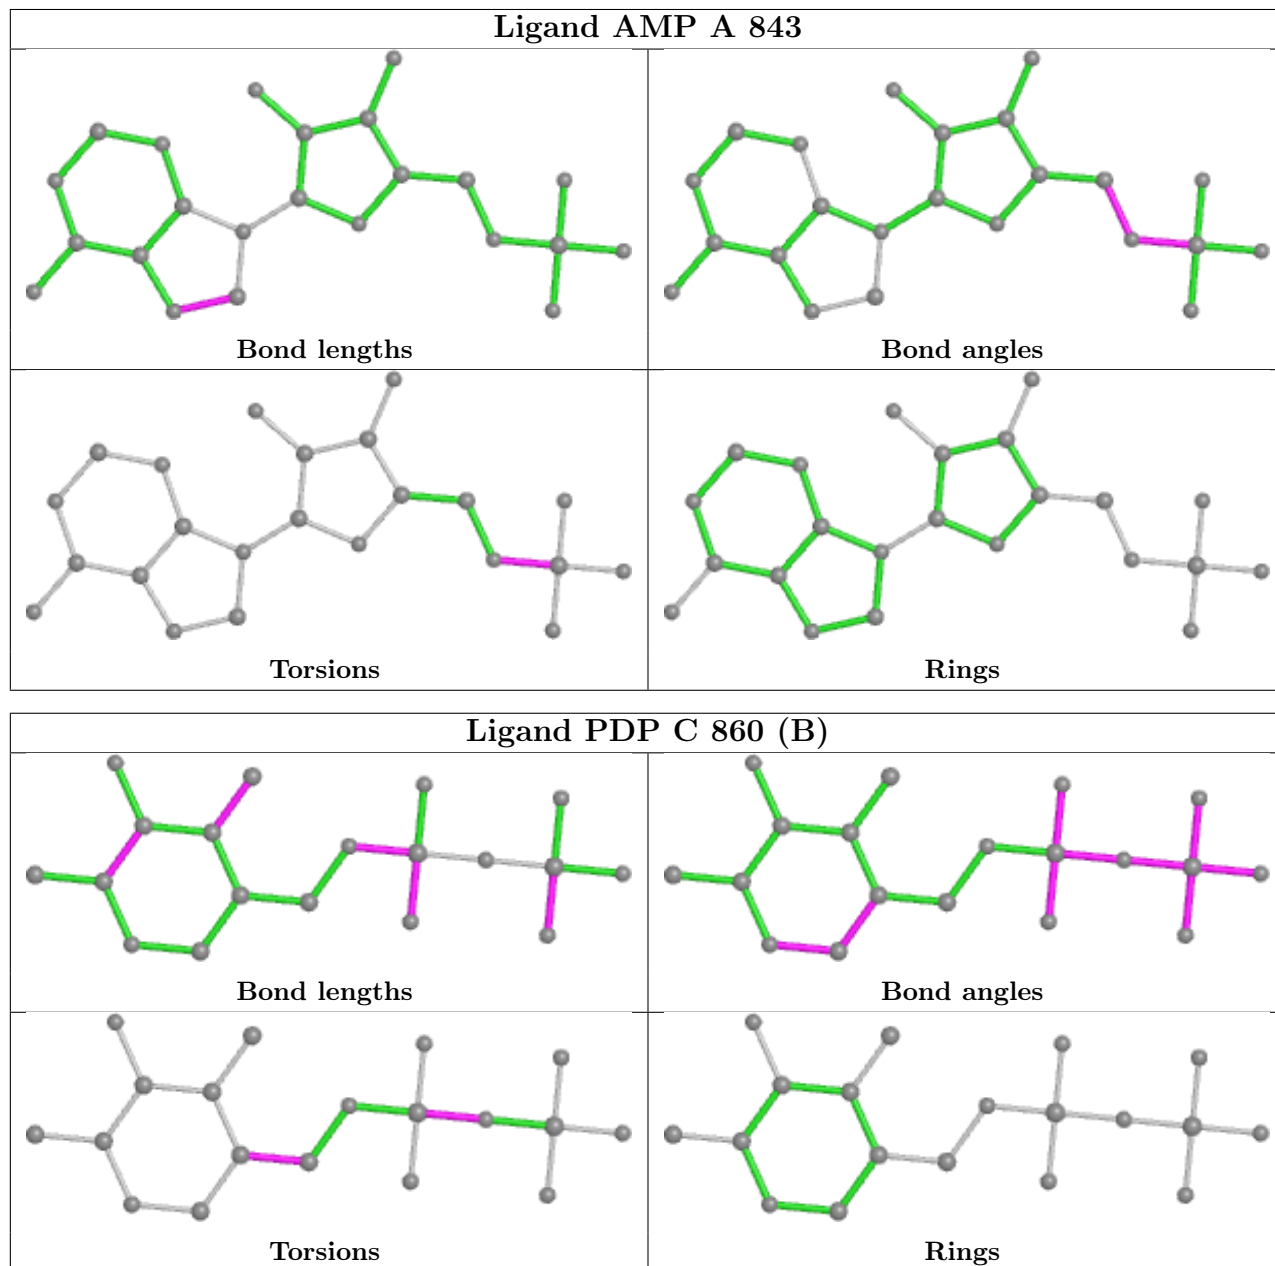 Ligand AMP A 843
Bond lengths
Bond angles
Torsions
Rings
Ligand PDP C 860 (B)
Bond lengths
Bond angles
Torsions
Rings